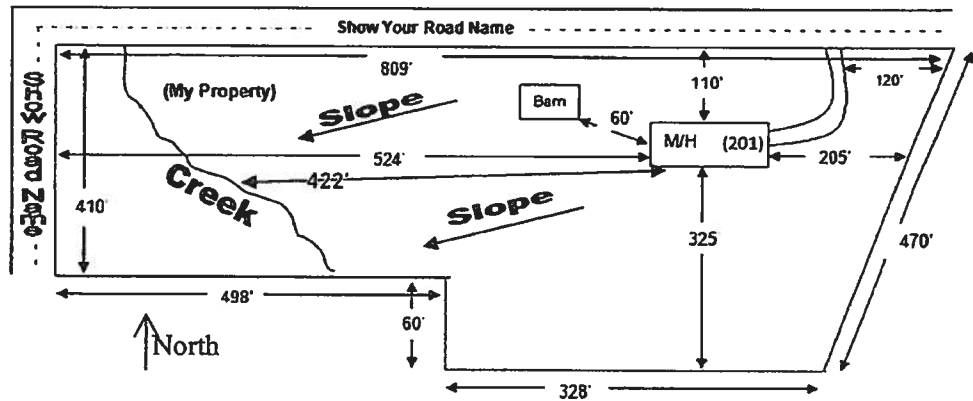 Show Your Road Name
809'
110'
120'
(My Property)
Slope
Barn
60'
M/H (201)
SHOW ROAD NAME
524'
205'
422'
Creek
410'
Slope
325
470'
498'
60'
North
328'